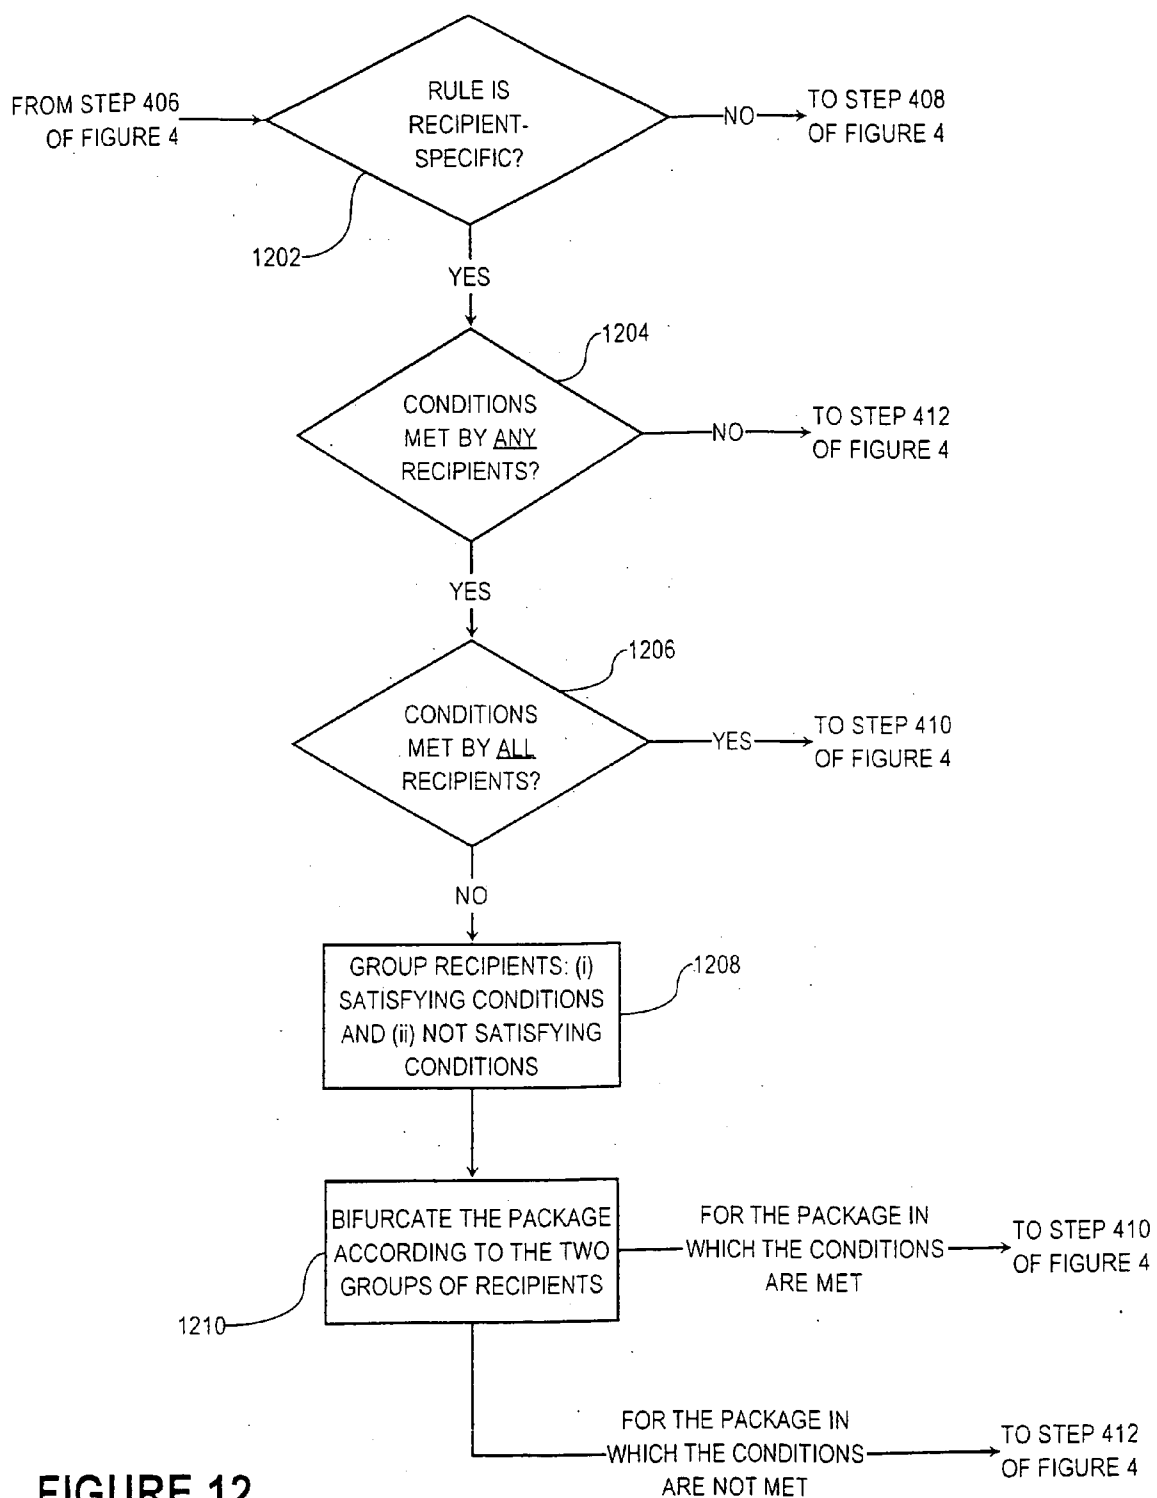 FROM STEP 406
OF FIGURE 4
RULE IS
RECIPIENT-
SPECIFIC?
NO
TO STEP 408
OF FIGURE 4
1202
YES
1204
CONDITIONS
MET BY ANY
RECIPIENTS?
NO
TO STEP 412
OF FIGURE 4
YES
1206
CONDITIONS
MET BY ALL
RECIPIENTS?
YES
TO STEP 410
OF FIGURE 4
NO
GROUP RECIPIENTS: (i)
SATISFYING CONDITIONS
AND (ii) NOT SATISFYING
CONDITIONS
1208
BIFURCATE THE PACKAGE
ACCORDING TO THE TWO
GROUPS OF RECIPIENTS
1210
FOR THE PACKAGE IN
WHICH THE CONDITIONS
ARE MET
TO STEP 410
OF FIGURE 4
FOR THE PACKAGE IN
WHICH THE CONDITIONS
ARE NOT MET
TO STEP 412
OF FIGURE 4
FIGURE 12